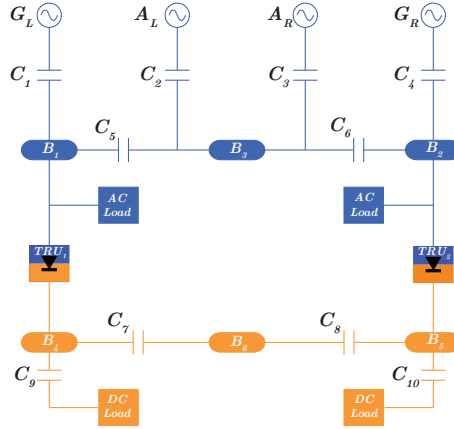 G_L A_L A_R G_R
C_1 C_2 C_3 C_4
C_5 C_6
B_1 B_3 B_2
AC Load AC Load
TRU_1 TRU_2
C_7 C_8
B_4 B_6 B_5
C_9 C_10
DC Load DC Load